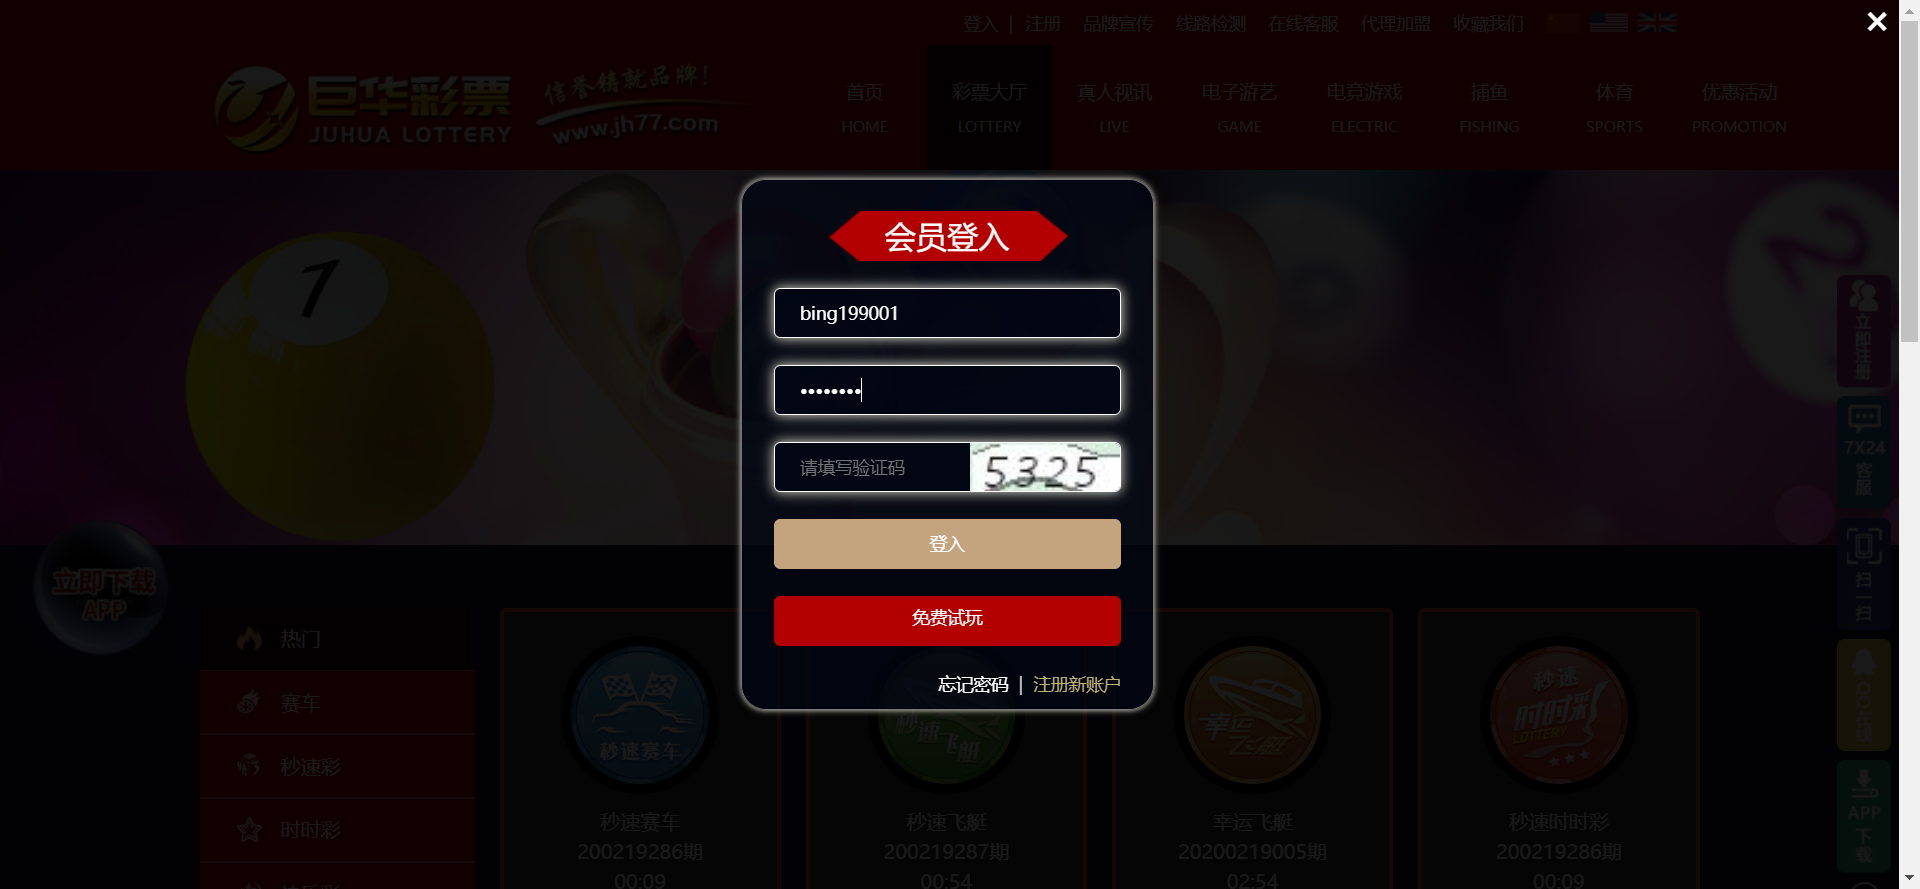 登入 | 注册 品牌宣传 线路检测 在线客服 代理加盟 收藏我们
巨华彩票
JUHUA LOTTERY
信誉铸就品牌!
www.jh77.com
首页 彩票大厅 真人视讯 电子游艺 电竞游戏 捕鱼 体育 优惠活动
HOME LOTTERY LIVE GAME ELECTRIC FISHING SPORTS PROMOTION
1
2
会员登入
bing199001
请填写验证码
5325
登入
免费试玩
忘记密码 | 注册新账户
立即下载
APP
热门
赛车
秒速彩
时时彩
秒速赛车
秒速赛车
200219286期
00:09
秒速飞艇
秒速飞艇
200219287期
00:54
幸运飞艇
幸运飞艇
20200219005期
02:54
秒速
时时彩
LOTTERY
秒速时时彩
200219286期
00:09
立即注册
7X24
客服
扫一扫
QQ在线
APP
下载